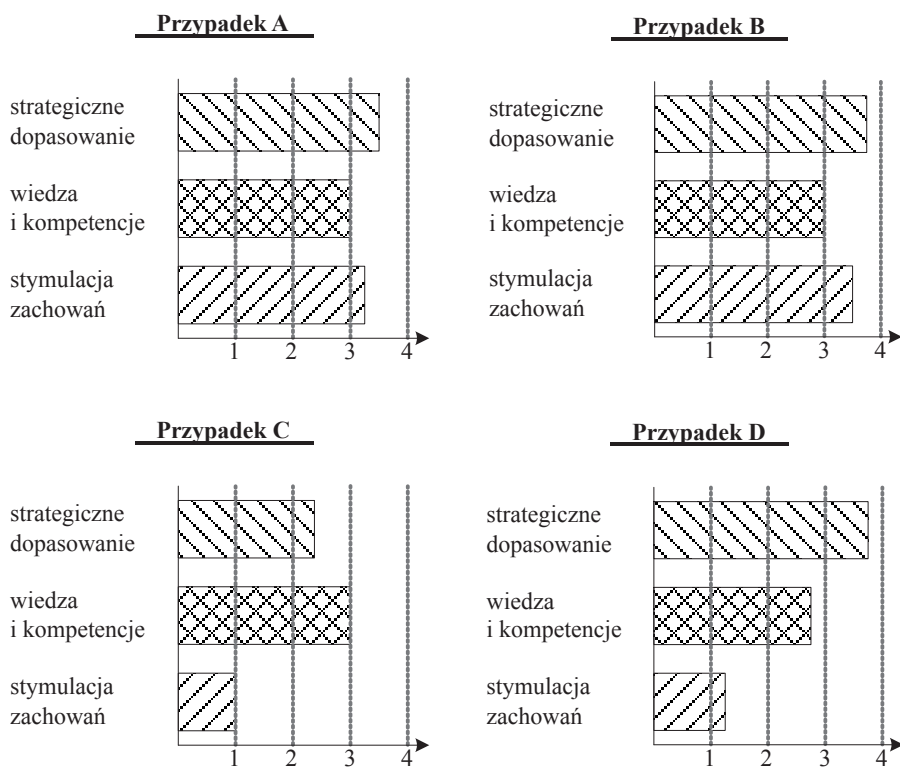 Przypadek A
strategiczne
dopasowanie
wiedza
i kompetencje
stymulacja
zachowań
1 2 3 4
Przypadek B
strategiczne
dopasowanie
wiedza
i kompetencje
stymulacja
zachowań
1 2 3 4
Przypadek C
strategiczne
dopasowanie
wiedza
i kompetencje
stymulacja
zachowań
1 2 3 4
Przypadek D
strategiczne
dopasowanie
wiedza
i kompetencje
stymulacja
zachowań
1 2 3 4